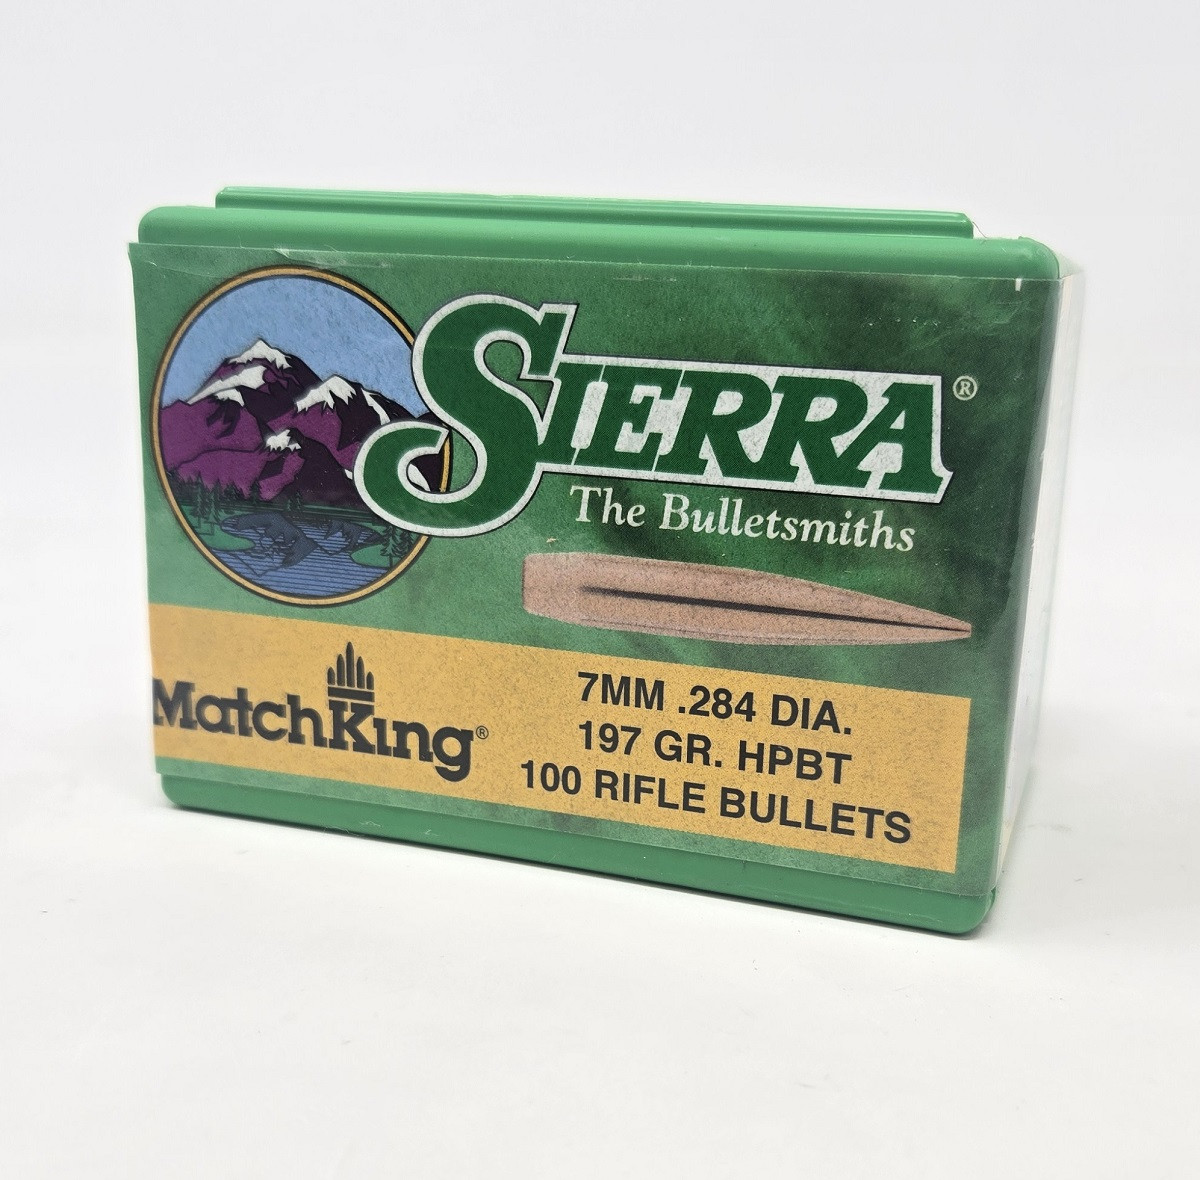 SIERRA®
The Bulletsmiths
MatchKing®
7MM .284 DIA.
197 GR. HPBT
100 RIFLE BULLETS